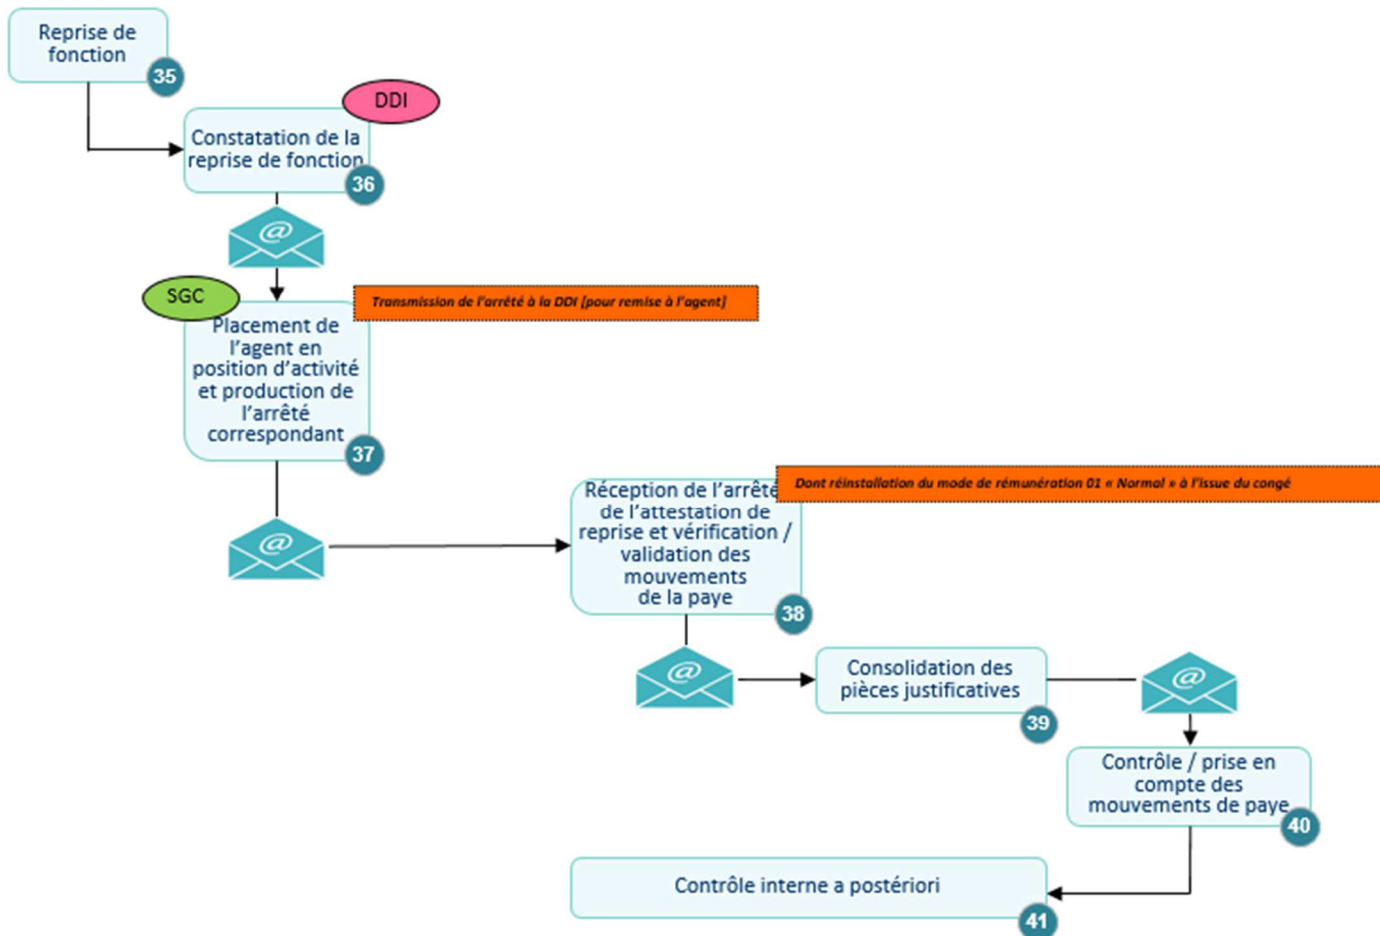 Reprise de
fonction
35
DDI
Constatation de la
reprise de fonction
36
@
SGC
Transmission de l'arrêté à la DDI [pour remise à l'agent]
Placement de
l'agent en
position d'activité
et production de
l'arrêté
correspondant
37
@
Dont réinstallation du mode de rémunération 01 « Normal » à l'issue du congé
Réception de l'arrêté
de l'attestation de
reprise et vérification /
validation des
mouvements
de la paye
38
@
Consolidation des
pièces justificatives
39
@
Contrôle / prise en
compte des
mouvements de paye
40
Contrôle interne a postériori
41